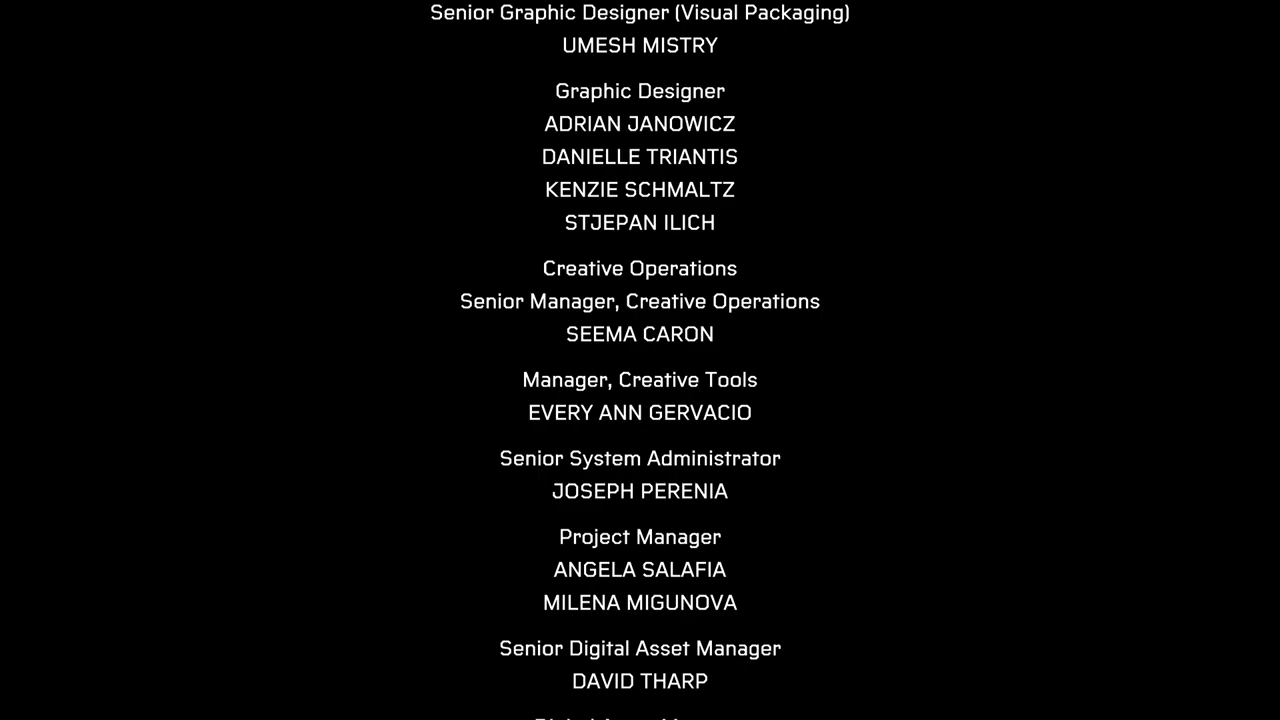 Senior Graphic Designer (Visual Packaging)
UMESH MISTRY
Graphic Designer
ADRIAN JANOWICZ
DANIELLE TRIANTIS
KENZIE SCHMALTZ
STJEPAN ILICH
Creative Operations
Senior Manager, Creative Operations
SEEMA CARON
Manager, Creative Tools
EVERY ANN GERVACIO
Senior System Administrator
JOSEPH PERENIA
Project Manager
ANGELA SALAFIA
MILENA MIGUNOVA
Senior Digital Asset Manager
DAVID THARP